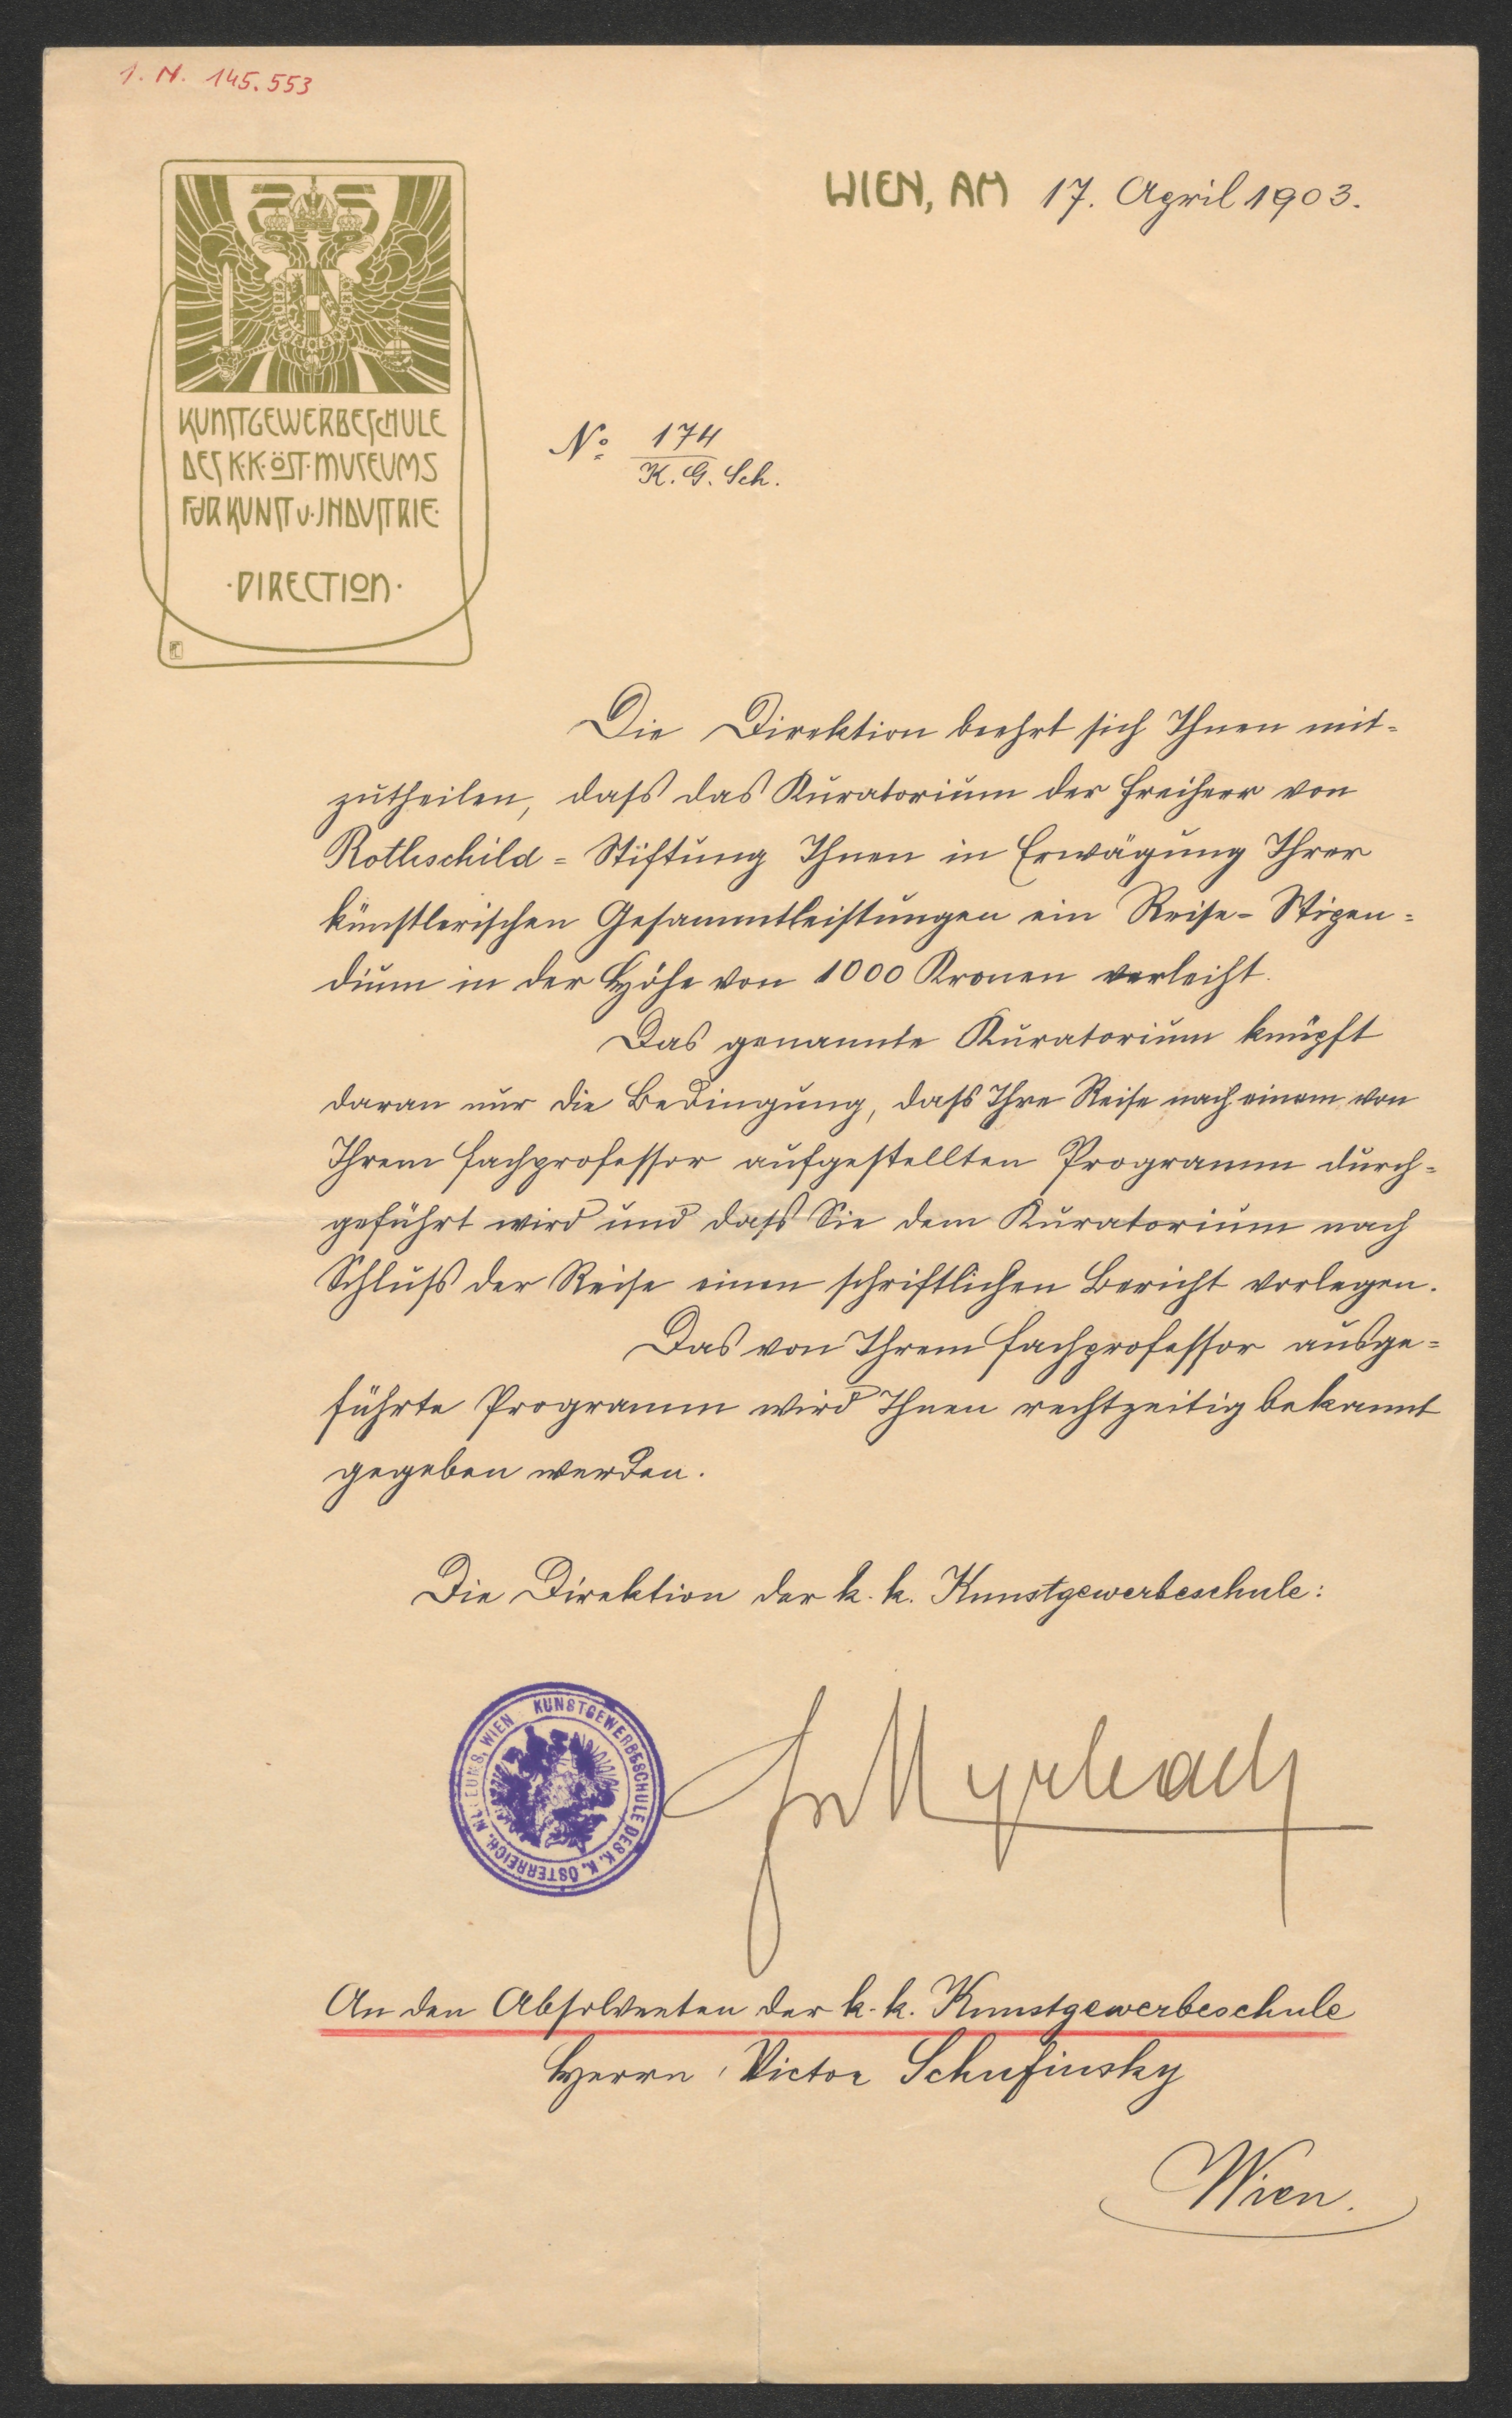 I. N. 145.553
WIEN, AM 17. April 1903.
KUNSTGEWERBESCHULE
DES K·K·ÖST·MUSEUMS
FÜR KUNST U·INDUSTRIE·
·DIRECTION·
No: 174
K. G. Sch.
Die Direktion beehrt sich Ihnen mit-
zutheilen, dass das Kuratorium der Freiherr von
Rothschild-Stiftung Ihnen in Erwägung Ihrer
künstlerischen Gesammtleistungen ein Reise-Stipen-
dium in der Höhe von 1000 Kronen verleiht.
Das genannte Kuratorium knüpft
daran nur die Bedingung, dass Ihre Reise nach einem von
Ihrem Fachprofessor aufgestellten Programm durch-
geführt wird und dass Sie dem Kuratorium nach
Schluss der Reise einen schriftlichen Bericht vorlegen.
Das von Ihrem Fachprofessor ausge-
führte Programm wird Ihnen rechtzeitig bekannt
gegeben werden.
Die Direktion der k. k. Kunstgewerbeschule:
KUNSTGEWERBESCHULE DES K. K. ÖSTERREICH. MUSEUMS, WIEN
Myrbach
An den Absolventen der k. k. Kunstgewerbeschule
Herrn Victor Schufinsky
Wien.